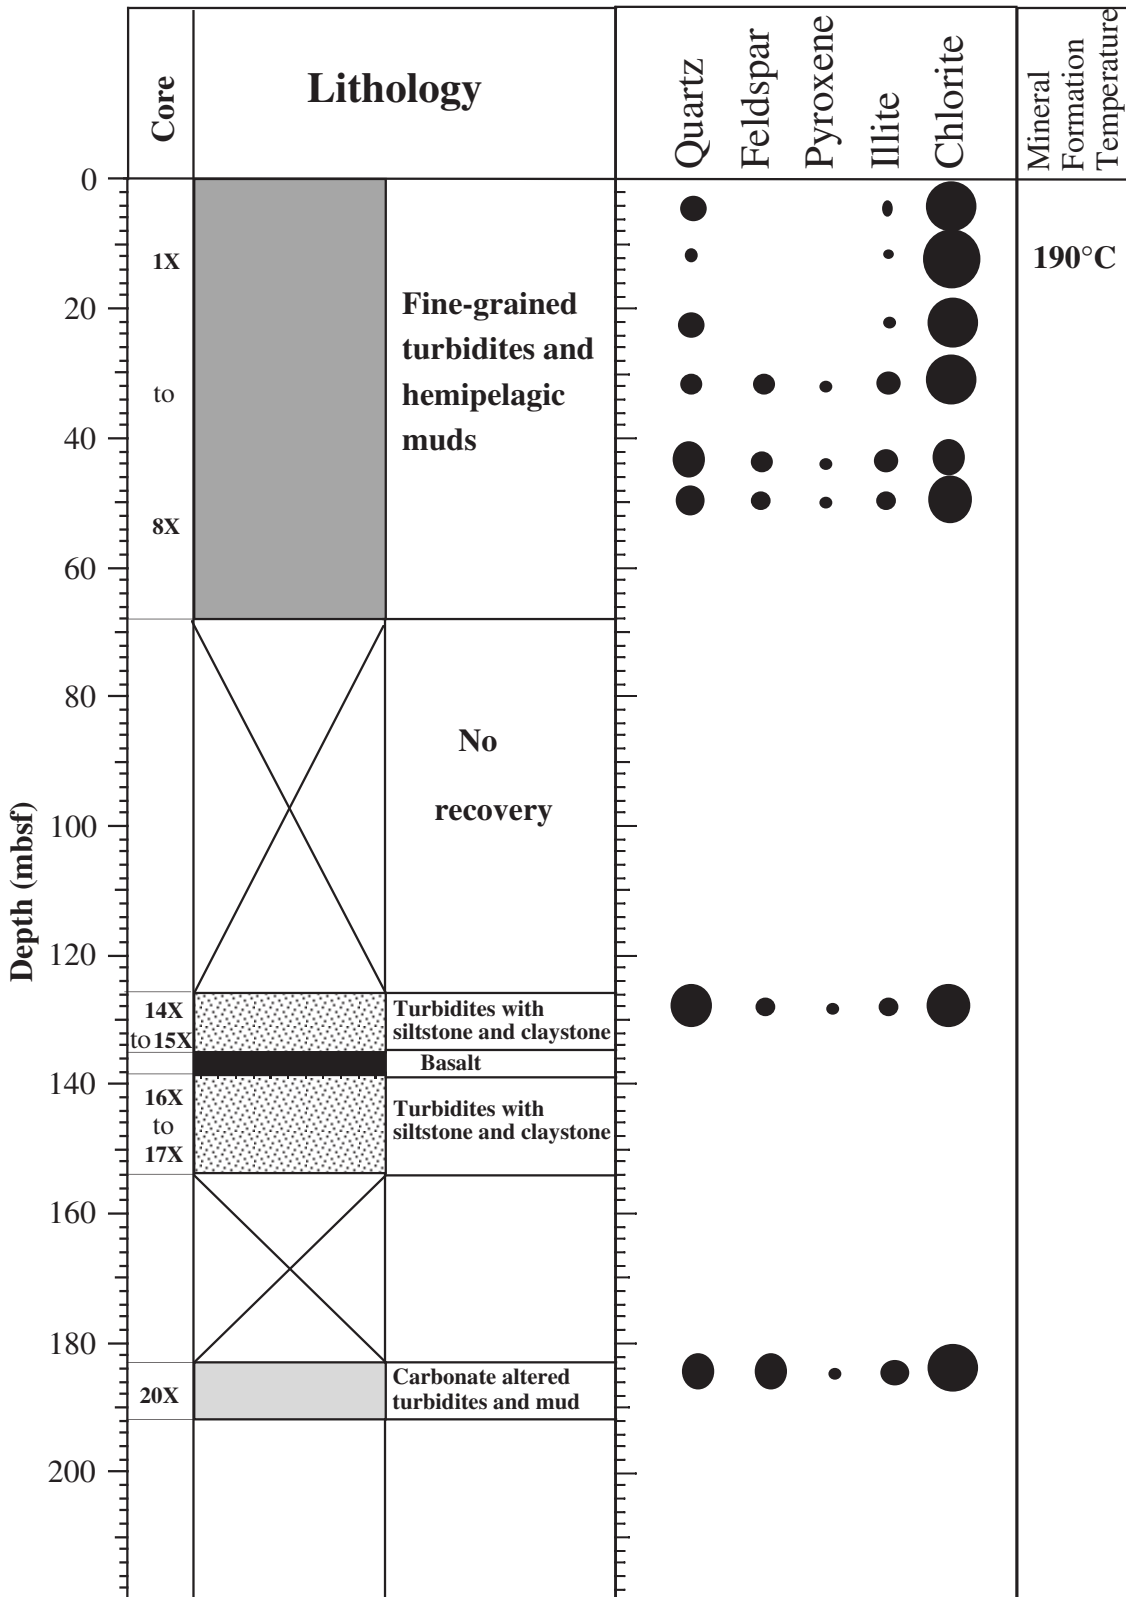 Core
Lithology
Quartz
Feldspar
Pyroxene
Illite
Chlorite
Mineral
Formation
Temperature
Depth (mbsf)
0
20
40
60
80
100
120
140
160
180
200
1X
to
8X
Fine-grained
turbidites and
hemipelagic
muds
190°C
No
recovery
14X
to 15X
Turbidites with
siltstone and claystone
Basalt
16X
to
17X
Turbidites with
siltstone and claystone
20X
Carbonate altered
turbidites and mud